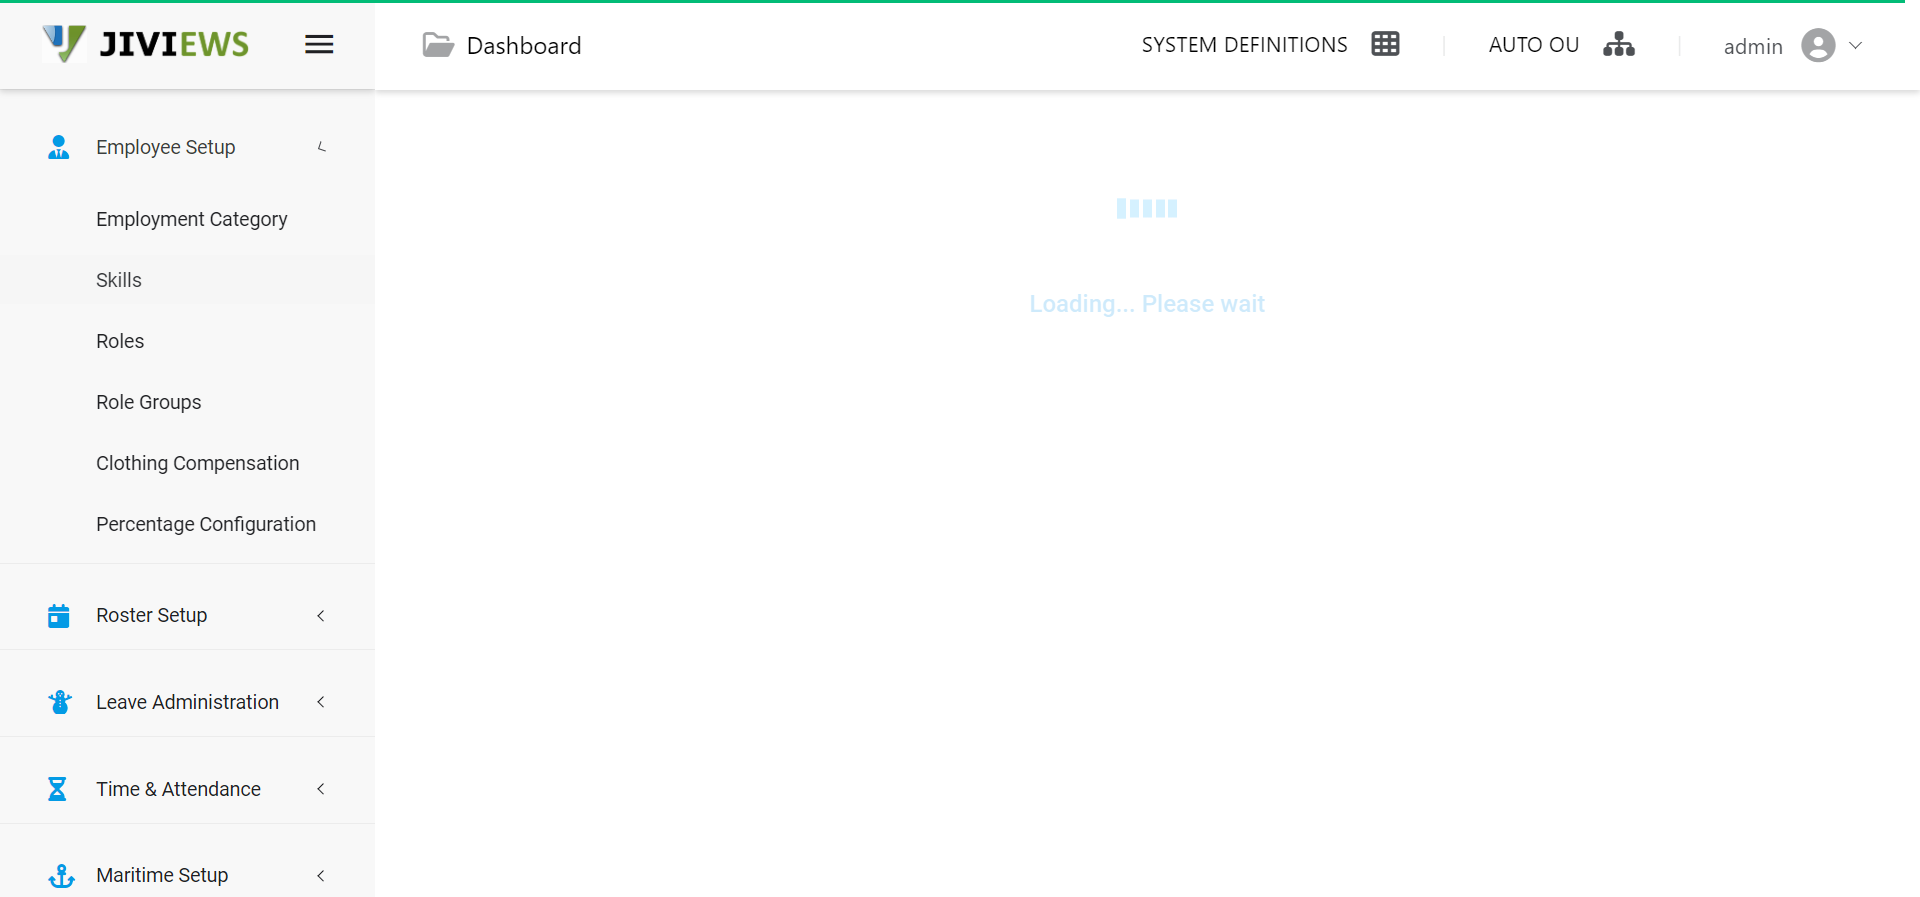 JIVIEWS
Dashboard
SYSTEM DEFINITIONS
AUTO OU
admin
Employee Setup
Employment Category
Skills
Roles
Role Groups
Clothing Compensation
Percentage Configuration
Roster Setup
Leave Administration
Time & Attendance
Maritime Setup
Loading... Please wait